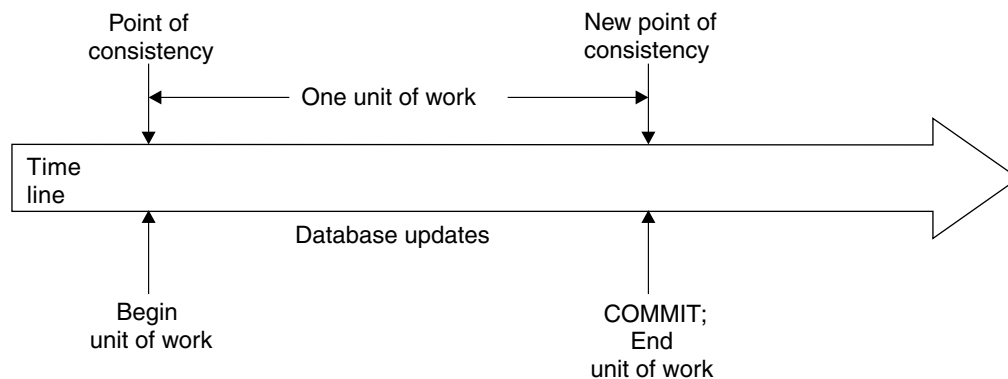 Point of
consistency
New point of
consistency
One unit of work
Time
line
Database updates
Begin
unit of work
COMMIT;
End
unit of work